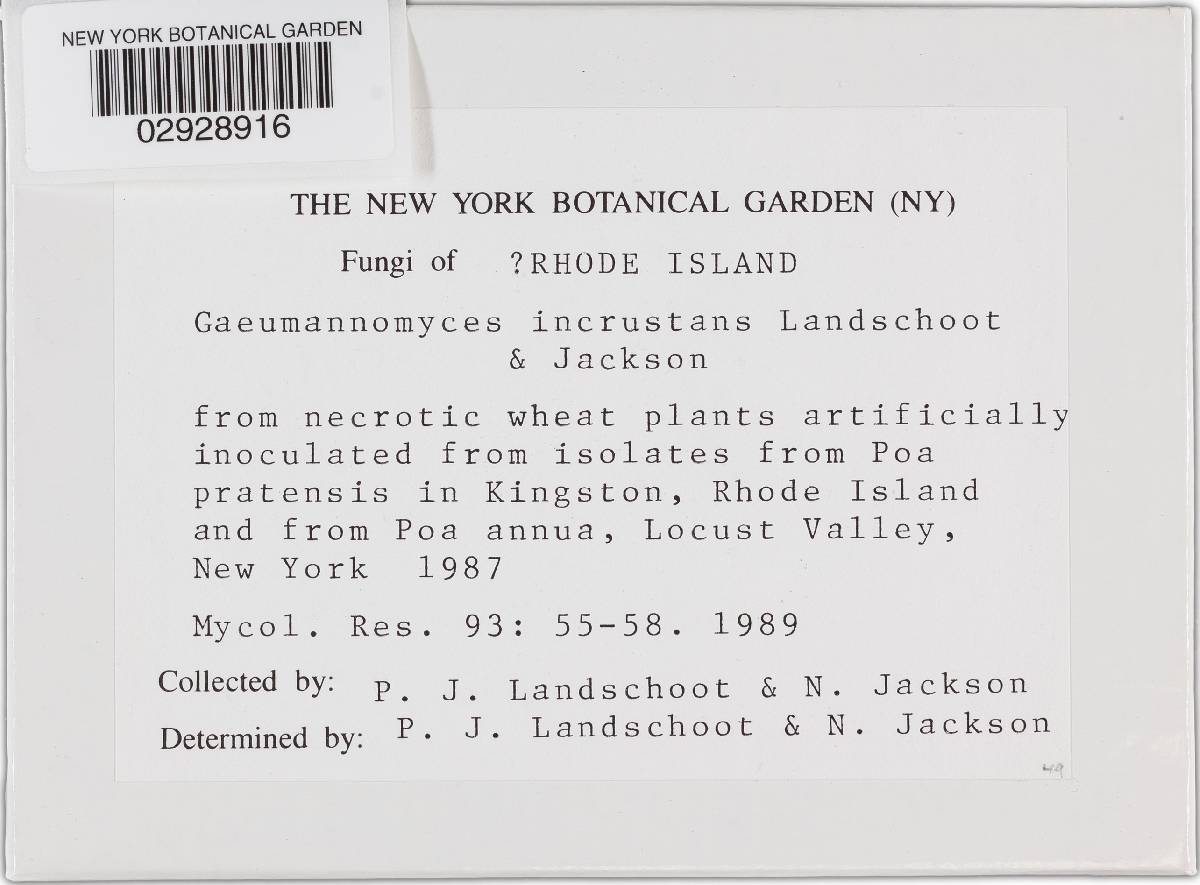 NEW YORK BOTANICAL GARDEN
02928916
THE NEW YORK BOTANICAL GARDEN (NY)
Fungi of ?RHODE ISLAND
Gaeumannomyces incrustans Landschoot
& Jackson
from necrotic wheat plants artificially
inoculated from isolates from Poa
pratensis in Kingston, Rhode Island
and from Poa annua, Locust Valley,
New York 1987
Mycol. Res. 93: 55-58. 1989
Collected by: P. J. Landschoot & N. Jackson
Determined by: P. J. Landschoot & N. Jackson
49